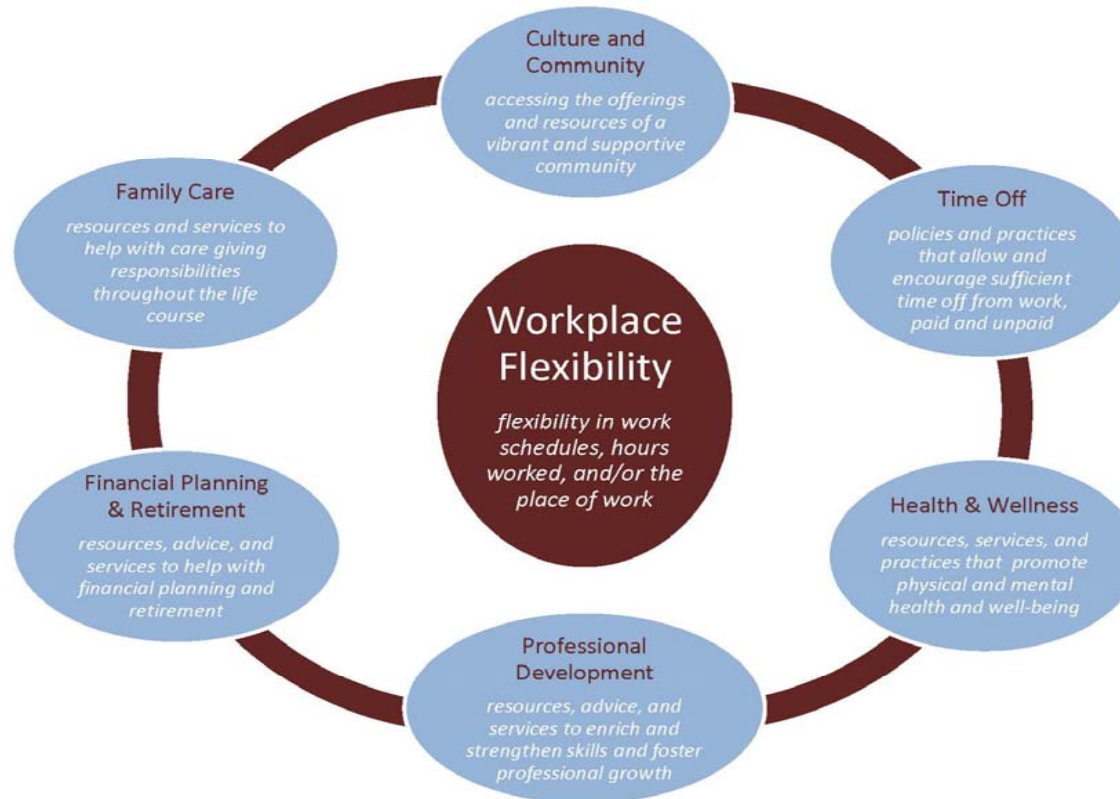 Culture and
Community
accessing the offerings
and resources of a
vibrant and supportive
community
Time Off
policies and practices
that allow and
encourage sufficient
time off from work,
paid and unpaid
Health & Wellness
resources, services, and
practices that promote
physical and mental
health and well-being
Professional
Development
resources, advice, and
services to enrich and
strengthen skills and foster
professional growth
Financial Planning
& Retirement
resources, advice, and
services to help with
financial planning and
retirement
Family Care
resources and services to
help with care giving
responsibilities
throughout the life
course
Workplace
Flexibility
flexibility in work
schedules, hours
worked, and/or the
place of work